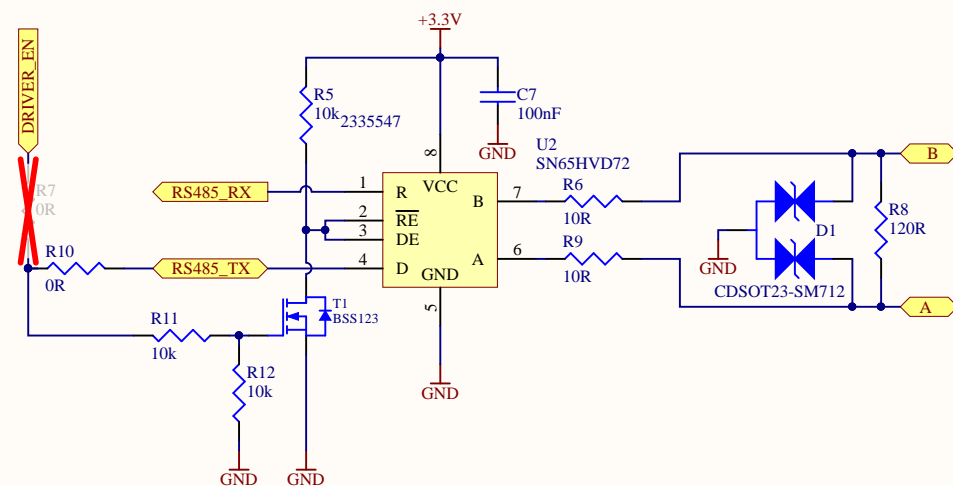 +3.3V
DRIVER_EN
R5
10k
2335547
C7
100nF
GND
U2
SN65HVD72
8
VCC
R7
0R
RS485_RX
1
R
B
7
R6
10R
B
2
RE
3
DE
R8
120R
D1
GND
R10
0R
RS485_TX
4
D
A
6
R9
10R
GND
5
CDSOT23-SM712
A
T1
BSS123
R11
10k
R12
10k
GND
GND
GND